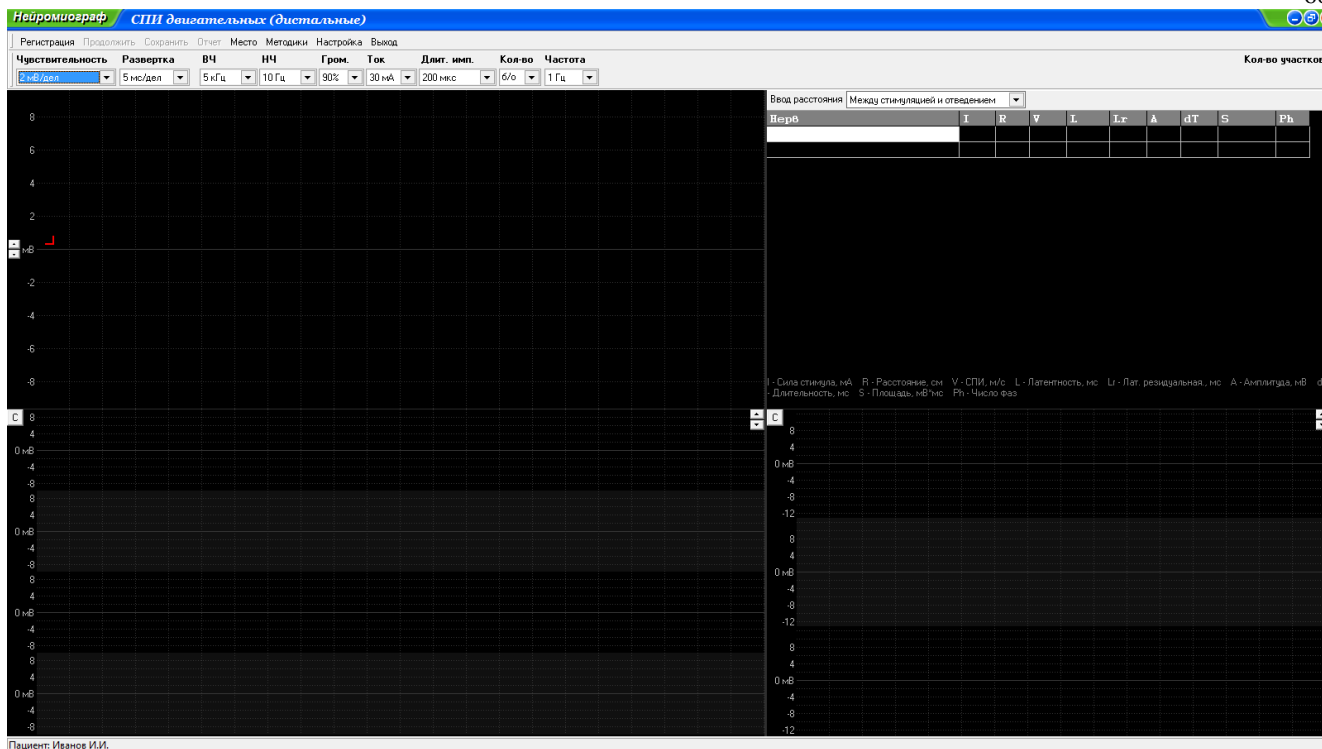 Нейромиограф СПИ двигательных (дистальные)
Регистрация Продолжить Сохранить Отчет Место Методики Настройка Выход
Чувствительность Развертка ВЧ НЧ Гром. Ток Длит. имп. Кол-во Частота Кол-во участков
2 мВ/дел 5 мс/дел 5 кГц 10 Гц 90% 30 мА 200 мкс б/о 1 Гц
Ввод расстояния Между стимуляцией и отведением
Нерв I R V L Lr A dT S Ph
8
6
4
2
мВ
-2
-4
-6
-8
I - Сила стимула, мА R - Расстояние, см V - СПИ, м/с L - Латентность, мс Lr - Лат. резидуальная., мс A - Амплитуда, мВ d
- Длительность, мс S - Площадь, мВ*мс Ph - Число фаз
C 8
4
0 мВ
-4
-8
8
4
0 мВ
-4
-8
8
4
0 мВ
-4
-8
8
4
0 мВ
-4
-8
C
8
4
0 мВ
-4
-8
-12
8
4
0 мВ
-4
-8
-12
8
4
0 мВ
-4
-8
-12
Пациент: Иванов И.И.